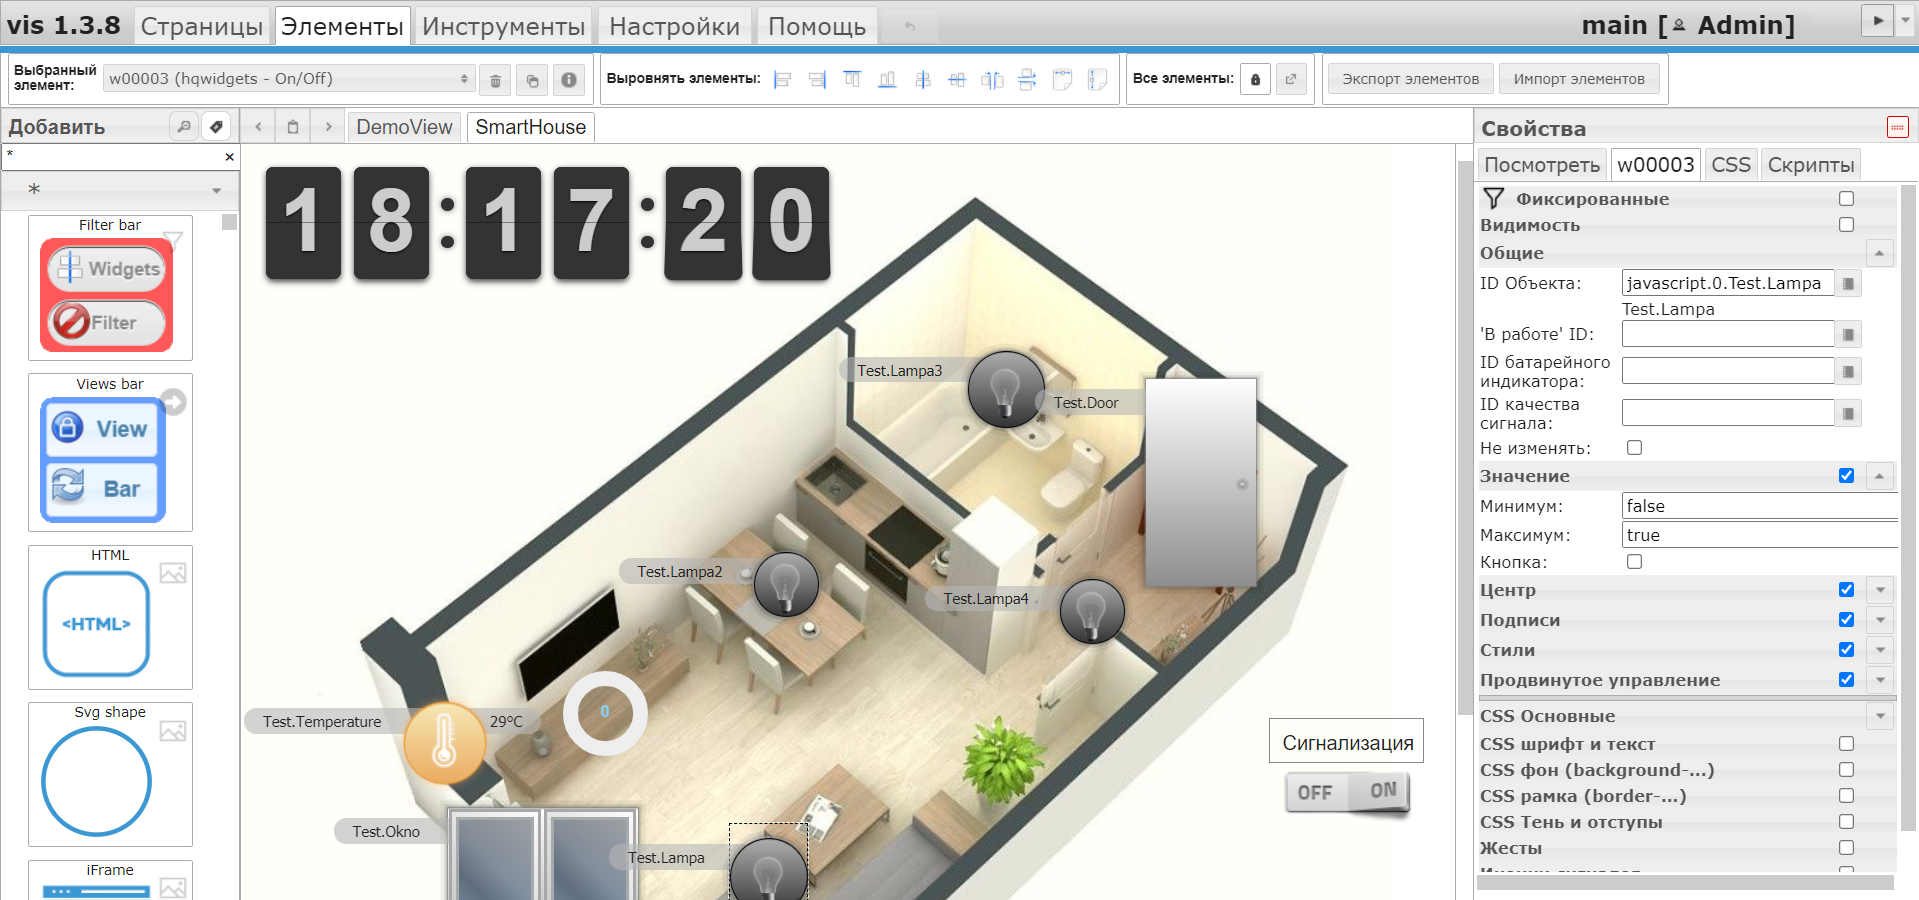 vis 1.3.8
Страницы
Элементы
Инструменты
Настройки
Помощь
main [ Admin]
Выбранный элемент:
w00003 (hqwidgets - On/Off)
Выровнять элементы:
Все элементы:
Экспорт элементов
Импорт элементов
Добавить
DemoView
SmartHouse
*
*
Filter bar
Widgets
Filter
Views bar
View
Bar
HTML
<HTML>
Svg shape
iFrame
18:17:20
Test.Lampa3
Test.Door
Test.Lampa2
Test.Lampa4
Test.Temperature
29°C
0
Test.Okno
Test.Lampa
Сигнализация
OFF
ON
Свойства
Посмотреть
w00003
CSS
Скрипты
Фиксированные
Видимость
Общие
ID Объекта:
javascript.0.Test.Lampa
Test.Lampa
'В работе' ID:
ID батарейного
индикатора:
ID качества
сигнала:
Не изменять:
Значение
Минимум:
false
Максимум:
true
Кнопка:
Центр
Подписи
Стили
Продвинутое управление
CSS Основные
CSS шрифт и текст
CSS фон (background-...)
CSS рамка (border-...)
CSS Тень и отступы
Жесты